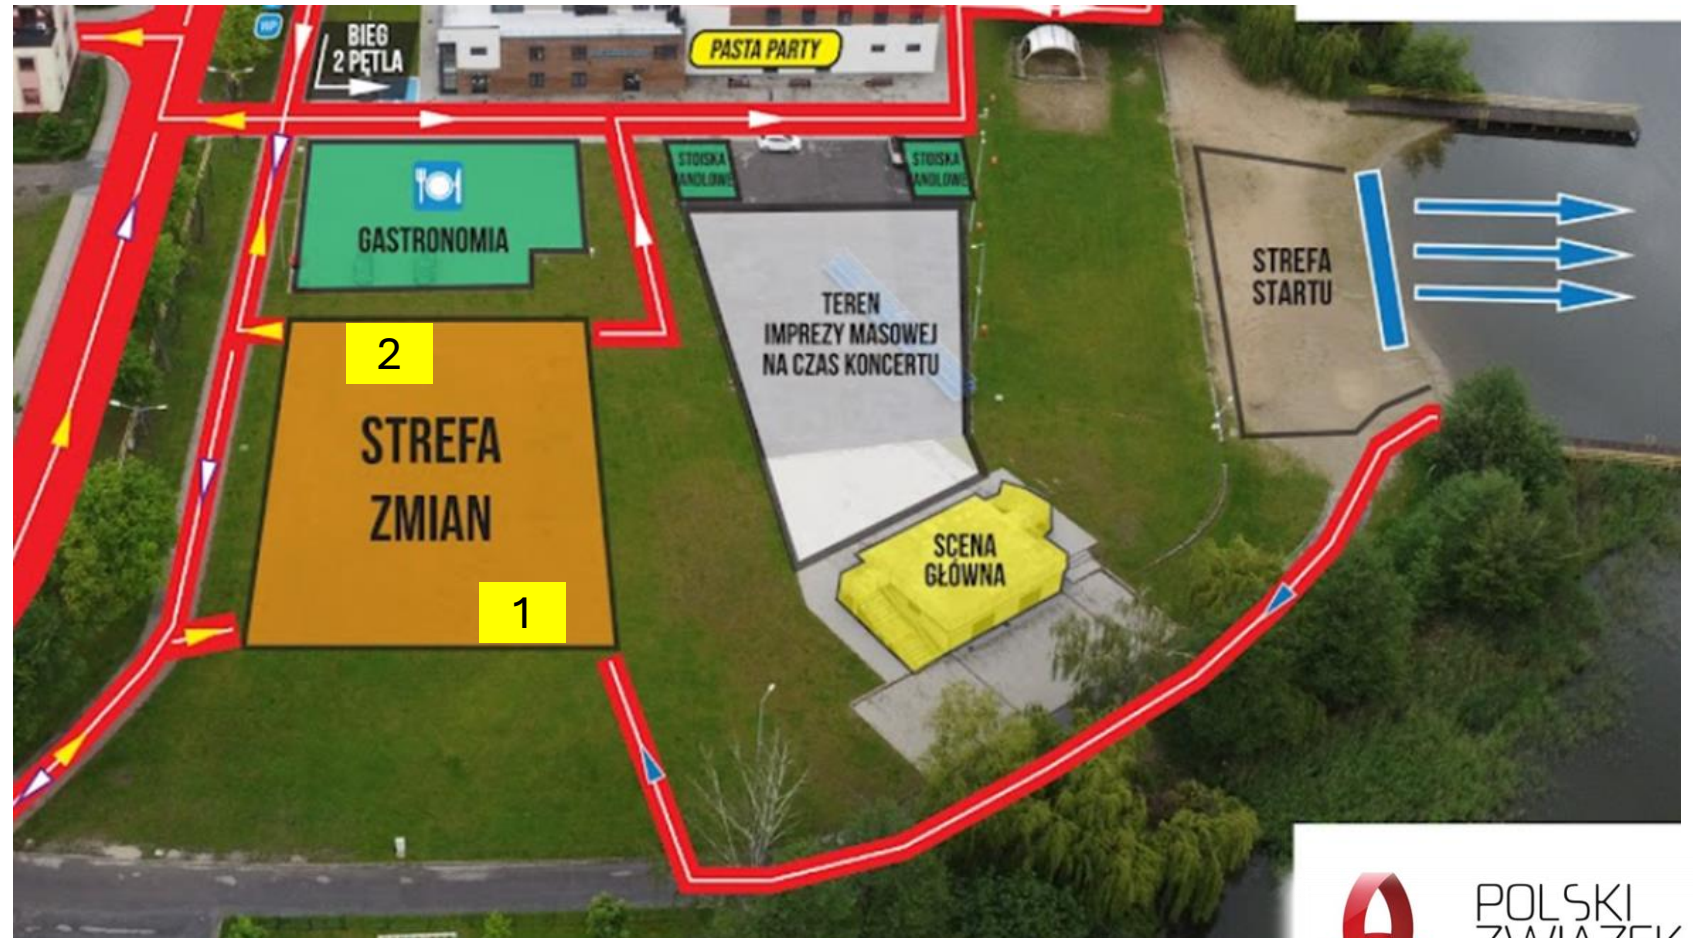 BIEG
2 PĘTLA
PASTA PARTY
STOISKA
STOISKA
GASTRONOMIA
TEREN
IMPREZY MASOWEJ
NA CZAS KONCERTU
STREFA
STARTU
2
STREFA
ZMIAN
1
SCENA
GŁÓWNA
POLSKI
ZWIĄZEK